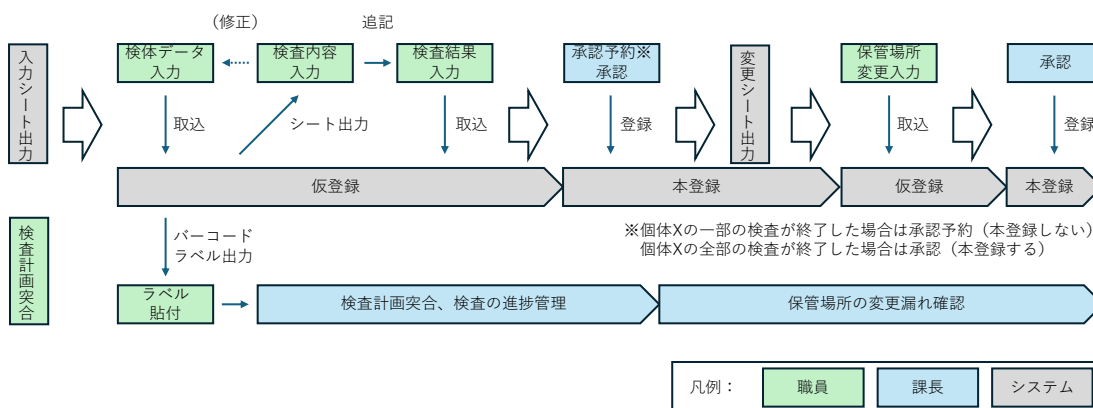 （修正）
追記
入力シート出力
検体データ
入力
検査内容
入力
検査結果
入力
承認予約※
承認
変更シート出力
保管場所
変更入力
承認
取込
シート出力
取込
登録
取込
登録
仮登録
本登録
仮登録
本登録
検査計画突合
バーコード
ラベル出力
※個体Xの一部の検査が終了した場合は承認予約（本登録しない）
個体Xの全部の検査が終了した場合は承認（本登録する）
ラベル
貼付
検査計画突合、検査の進捗管理
保管場所の変更漏れ確認
凡例：
職員
課長
システム